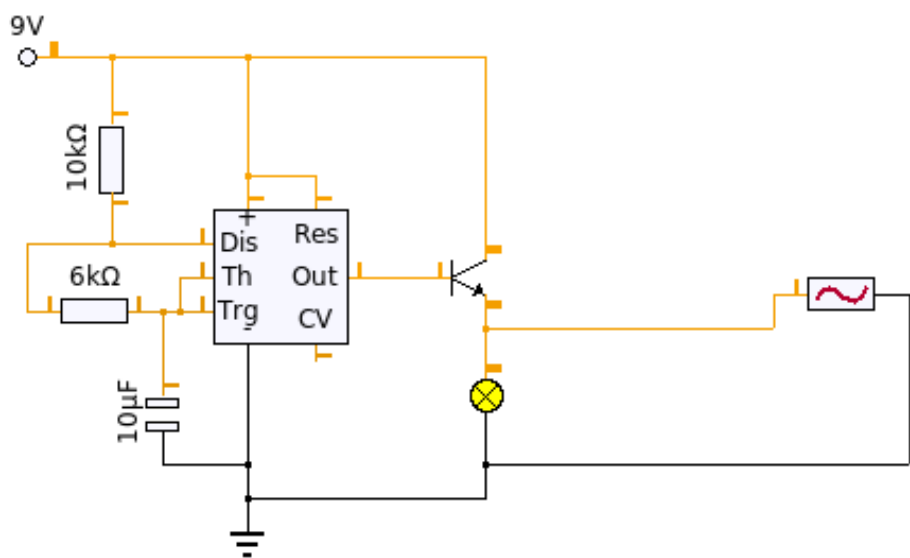 9V
10kΩ
6kΩ
10µF
+
Dis
Res
Th
Out
Trg
CV
-